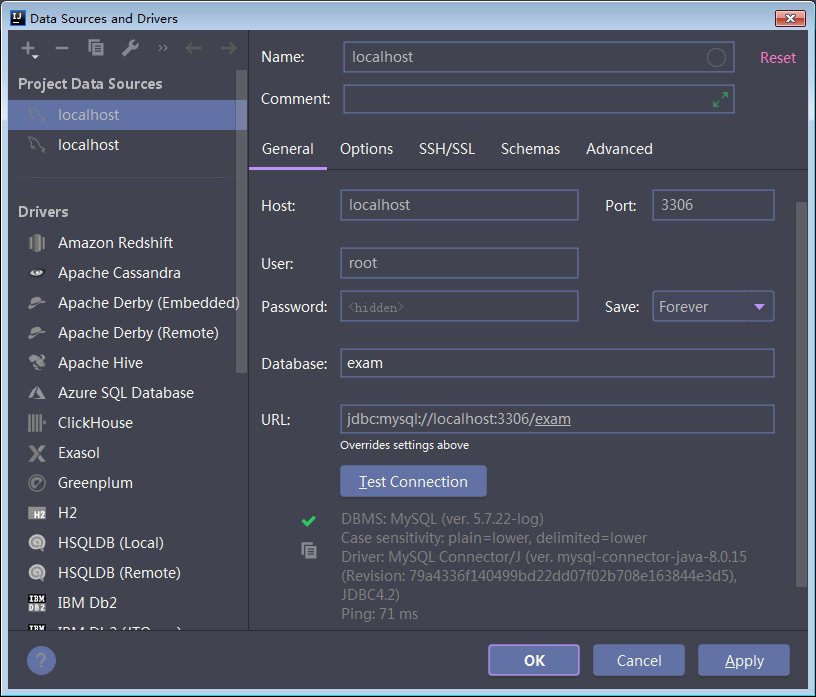 IJ Data Sources and Drivers
Project Data Sources
localhost
localhost
Drivers
Amazon Redshift
Apache Cassandra
Apache Derby (Embedded)
Apache Derby (Remote)
Apache Hive
Azure SQL Database
ClickHouse
Exasol
Greenplum
H2 H2
HSQLDB (Local)
HSQLDB (Remote)
IBM DB2 IBM Db2
Name: localhost Reset
Comment:
General Options SSH/SSL Schemas Advanced
Host: localhost Port: 3306
User: root
Password: <hidden> Save: Forever
Database: exam
URL: jdbc:mysql://localhost:3306/exam
Overrides settings above
Test Connection
DBMS: MySQL (ver. 5.7.22-log)
Case sensitivity: plain=lower, delimited=lower
Driver: MySQL Connector/J (ver. mysql-connector-java-8.0.15
(Revision: 79a4336f140499bd22dd07f02b708e163844e3d5),
JDBC4.2)
Ping: 71 ms
? OK Cancel Apply